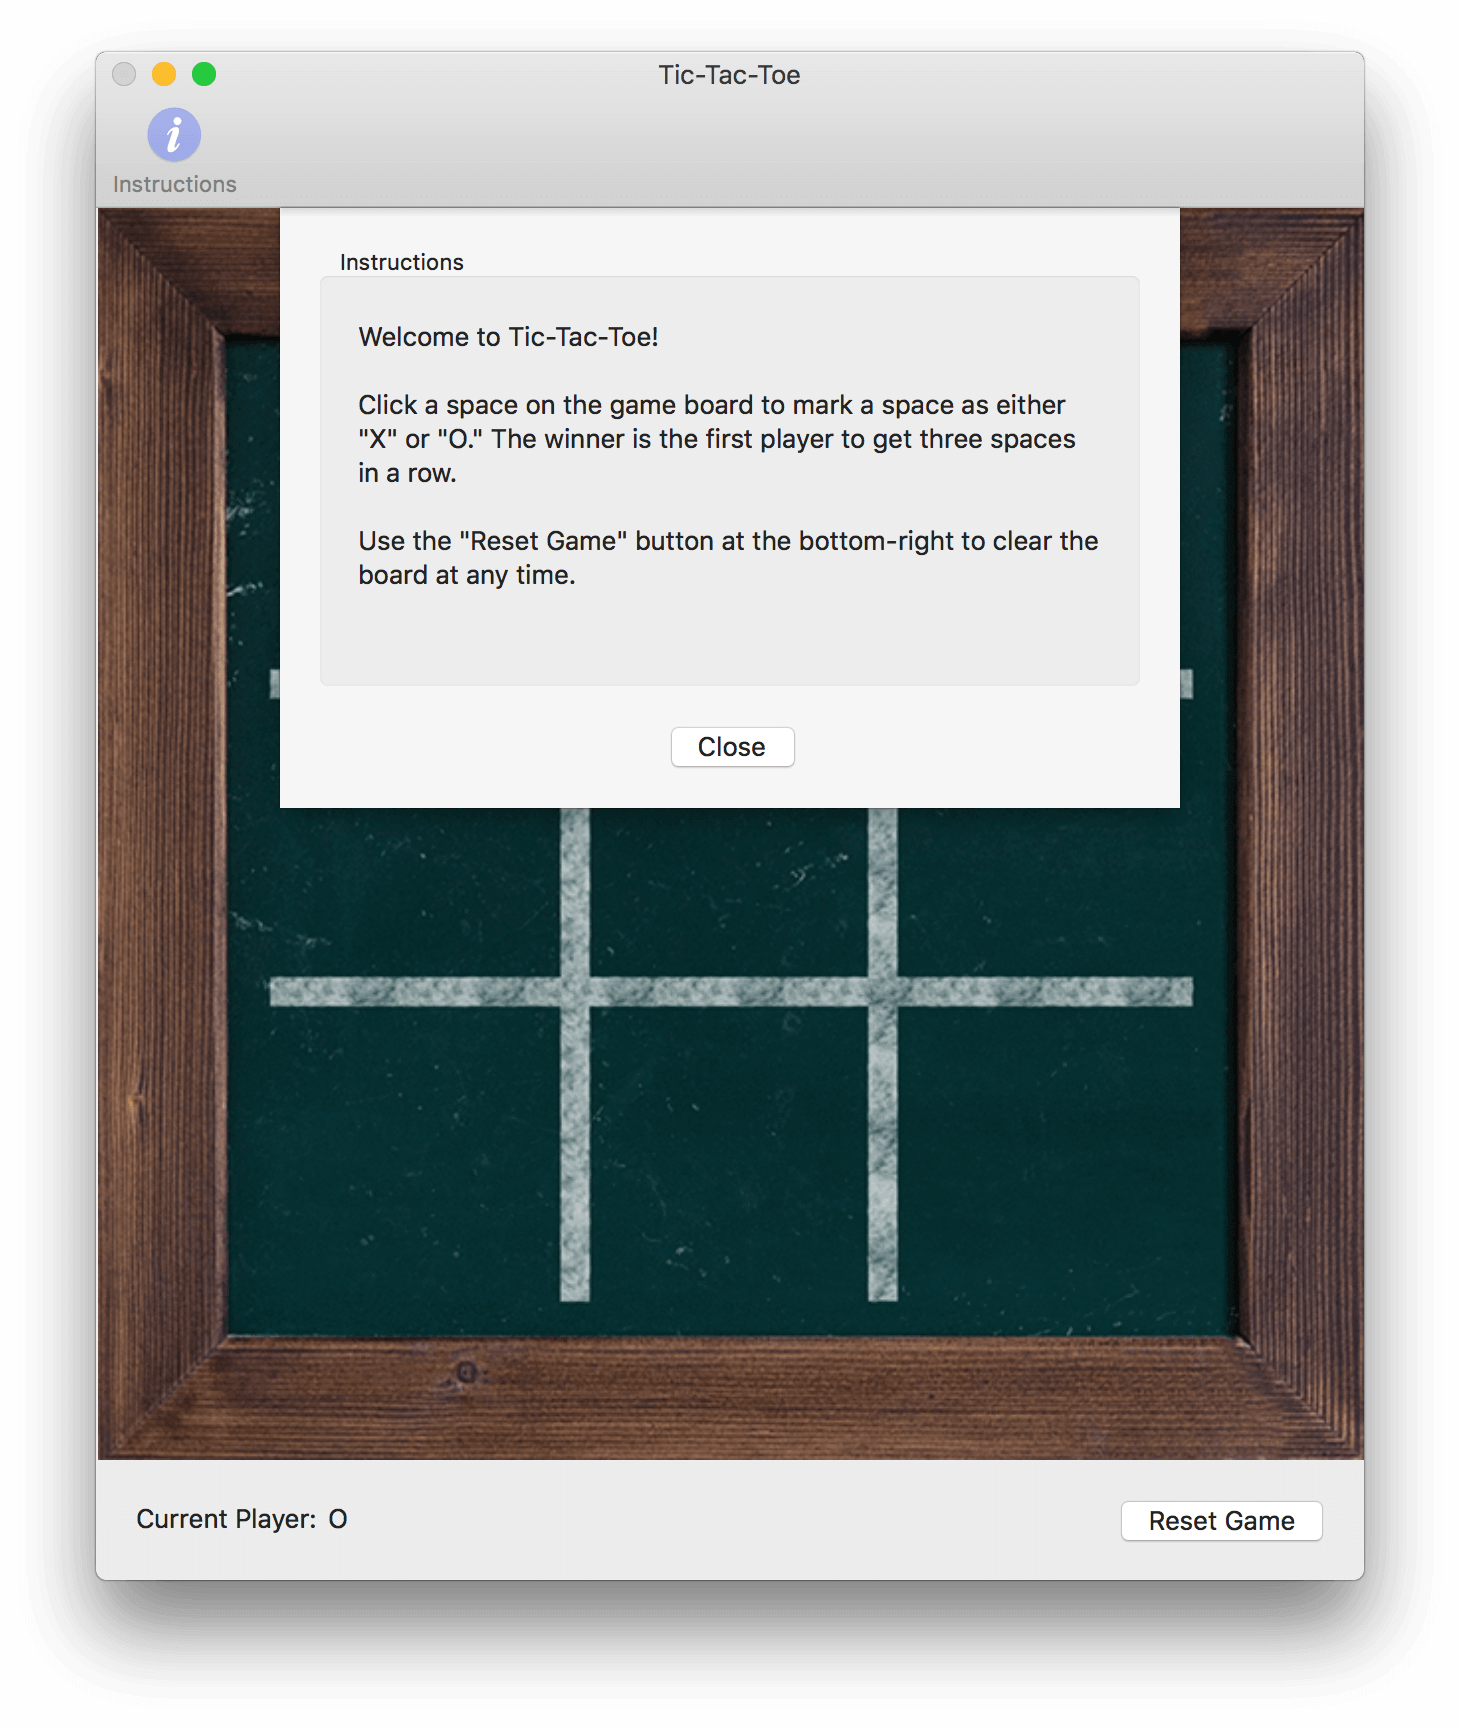 Tic-Tac-Toe
Instructions
Instructions
Welcome to Tic-Tac-Toe!
Click a space on the game board to mark a space as either
"X" or "O." The winner is the first player to get three spaces
in a row.
Use the "Reset Game" button at the bottom-right to clear the
board at any time.
Close
Current Player: O
Reset Game